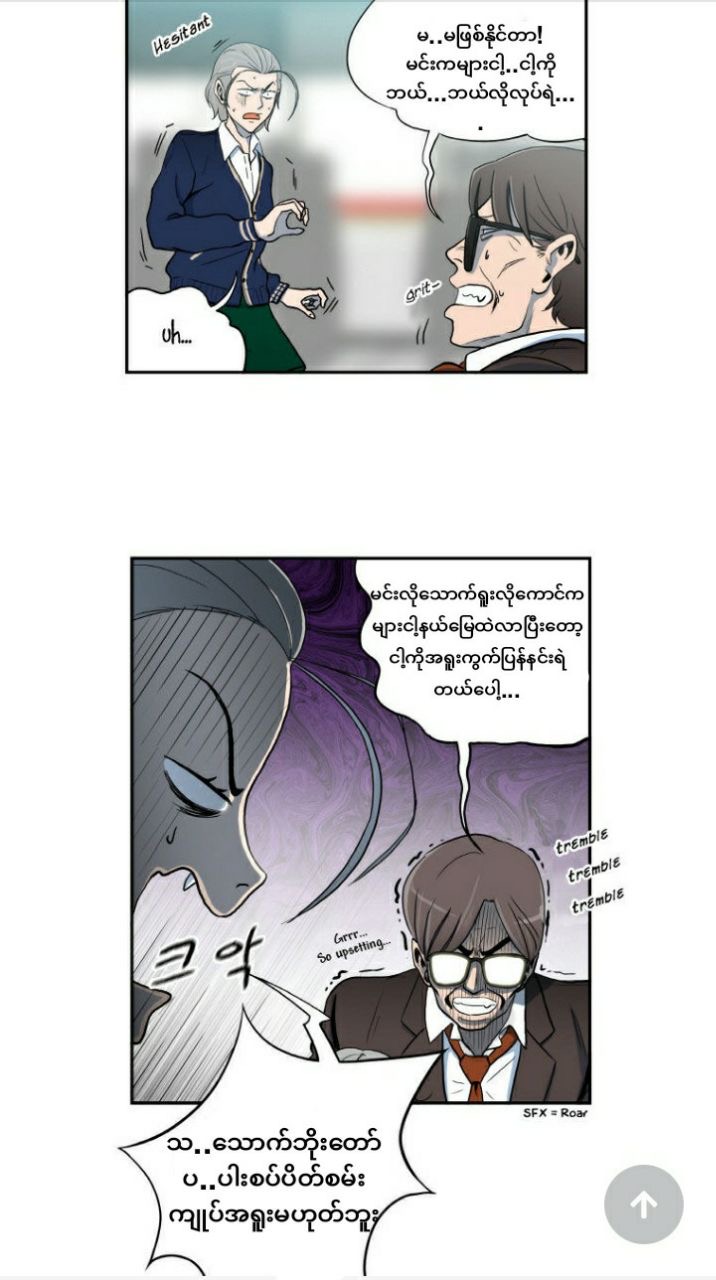 Hesitant
မ..မဖြစ်နိုင်တာ!
မင်းကများငါ့..ငါ့ကို
ဘယ်...ဘယ်လိုလုပ်ရဲ...
.
grit-
uh...
မင်းလိုသောက်ရူးလိုကောင်က
များငါ့နယ်မြေထဲလာပြီးတော့
ငါ့ကိုအရူးကွက်ပြန်နင်းရဲ
တယ်ပေါ့...
tremble
tremble
tremble
Grrr...
So upsetting...
크악
SFX = Roar
သ..သောက်ဘိုးတော်
ပ..ပါးစပ်ပိတ်စမ်း
ကျုပ်အရူးမဟုတ်ဘူး